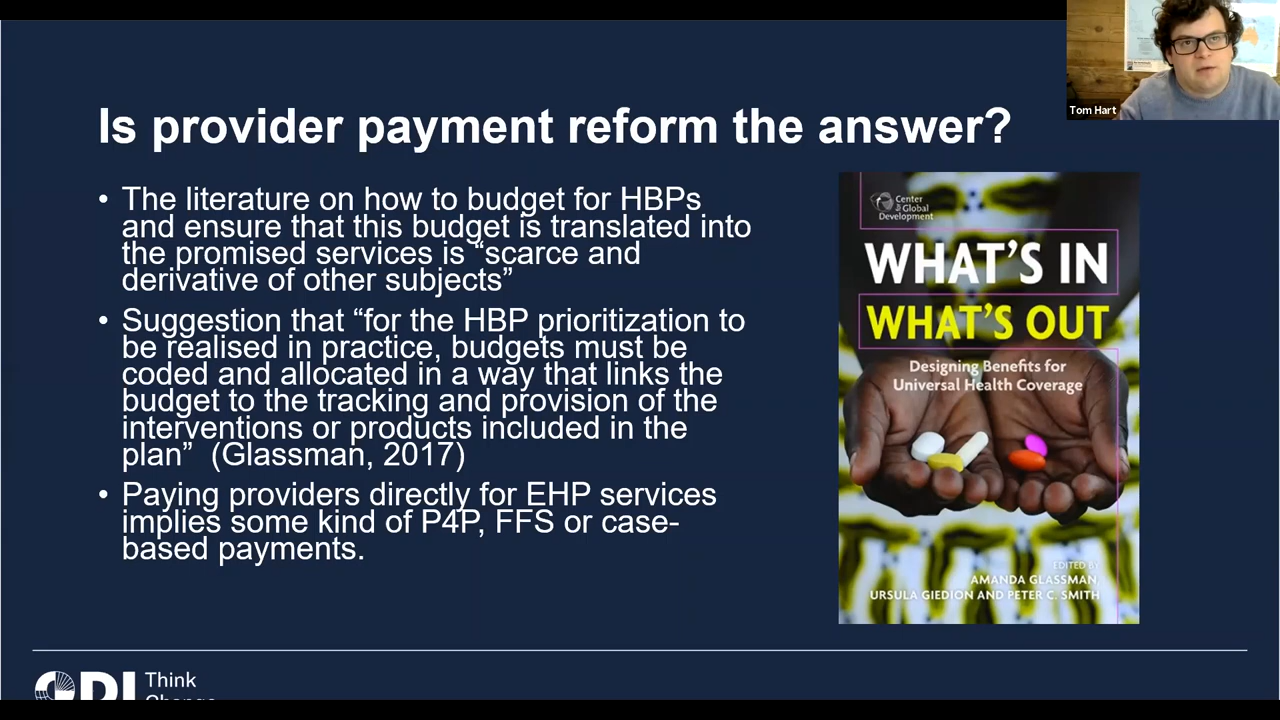 Tom Hart
Is provider payment reform the answer?
• The literature on how to budget for HBPs
and ensure that this budget is translated into
the promised services is “scarce and
derivative of other subjects”
• Suggestion that “for the HBP prioritization to
be realised in practice, budgets must be
coded and allocated in a way that links the
budget to the tracking and provision of the
interventions or products included in the
plan”  (Glassman, 2017)
• Paying providers directly for EHP services
implies some kind of P4P, FFS or case-
based payments.
Center
Global
Development
WHAT’S IN
WHAT’S OUT
Designing Benefits for
Universal Health Coverage
EDITED BY
AMANDA GLASSMAN,
URSULA GIEDION AND PETER C. SMITH
ODI
Think
Change